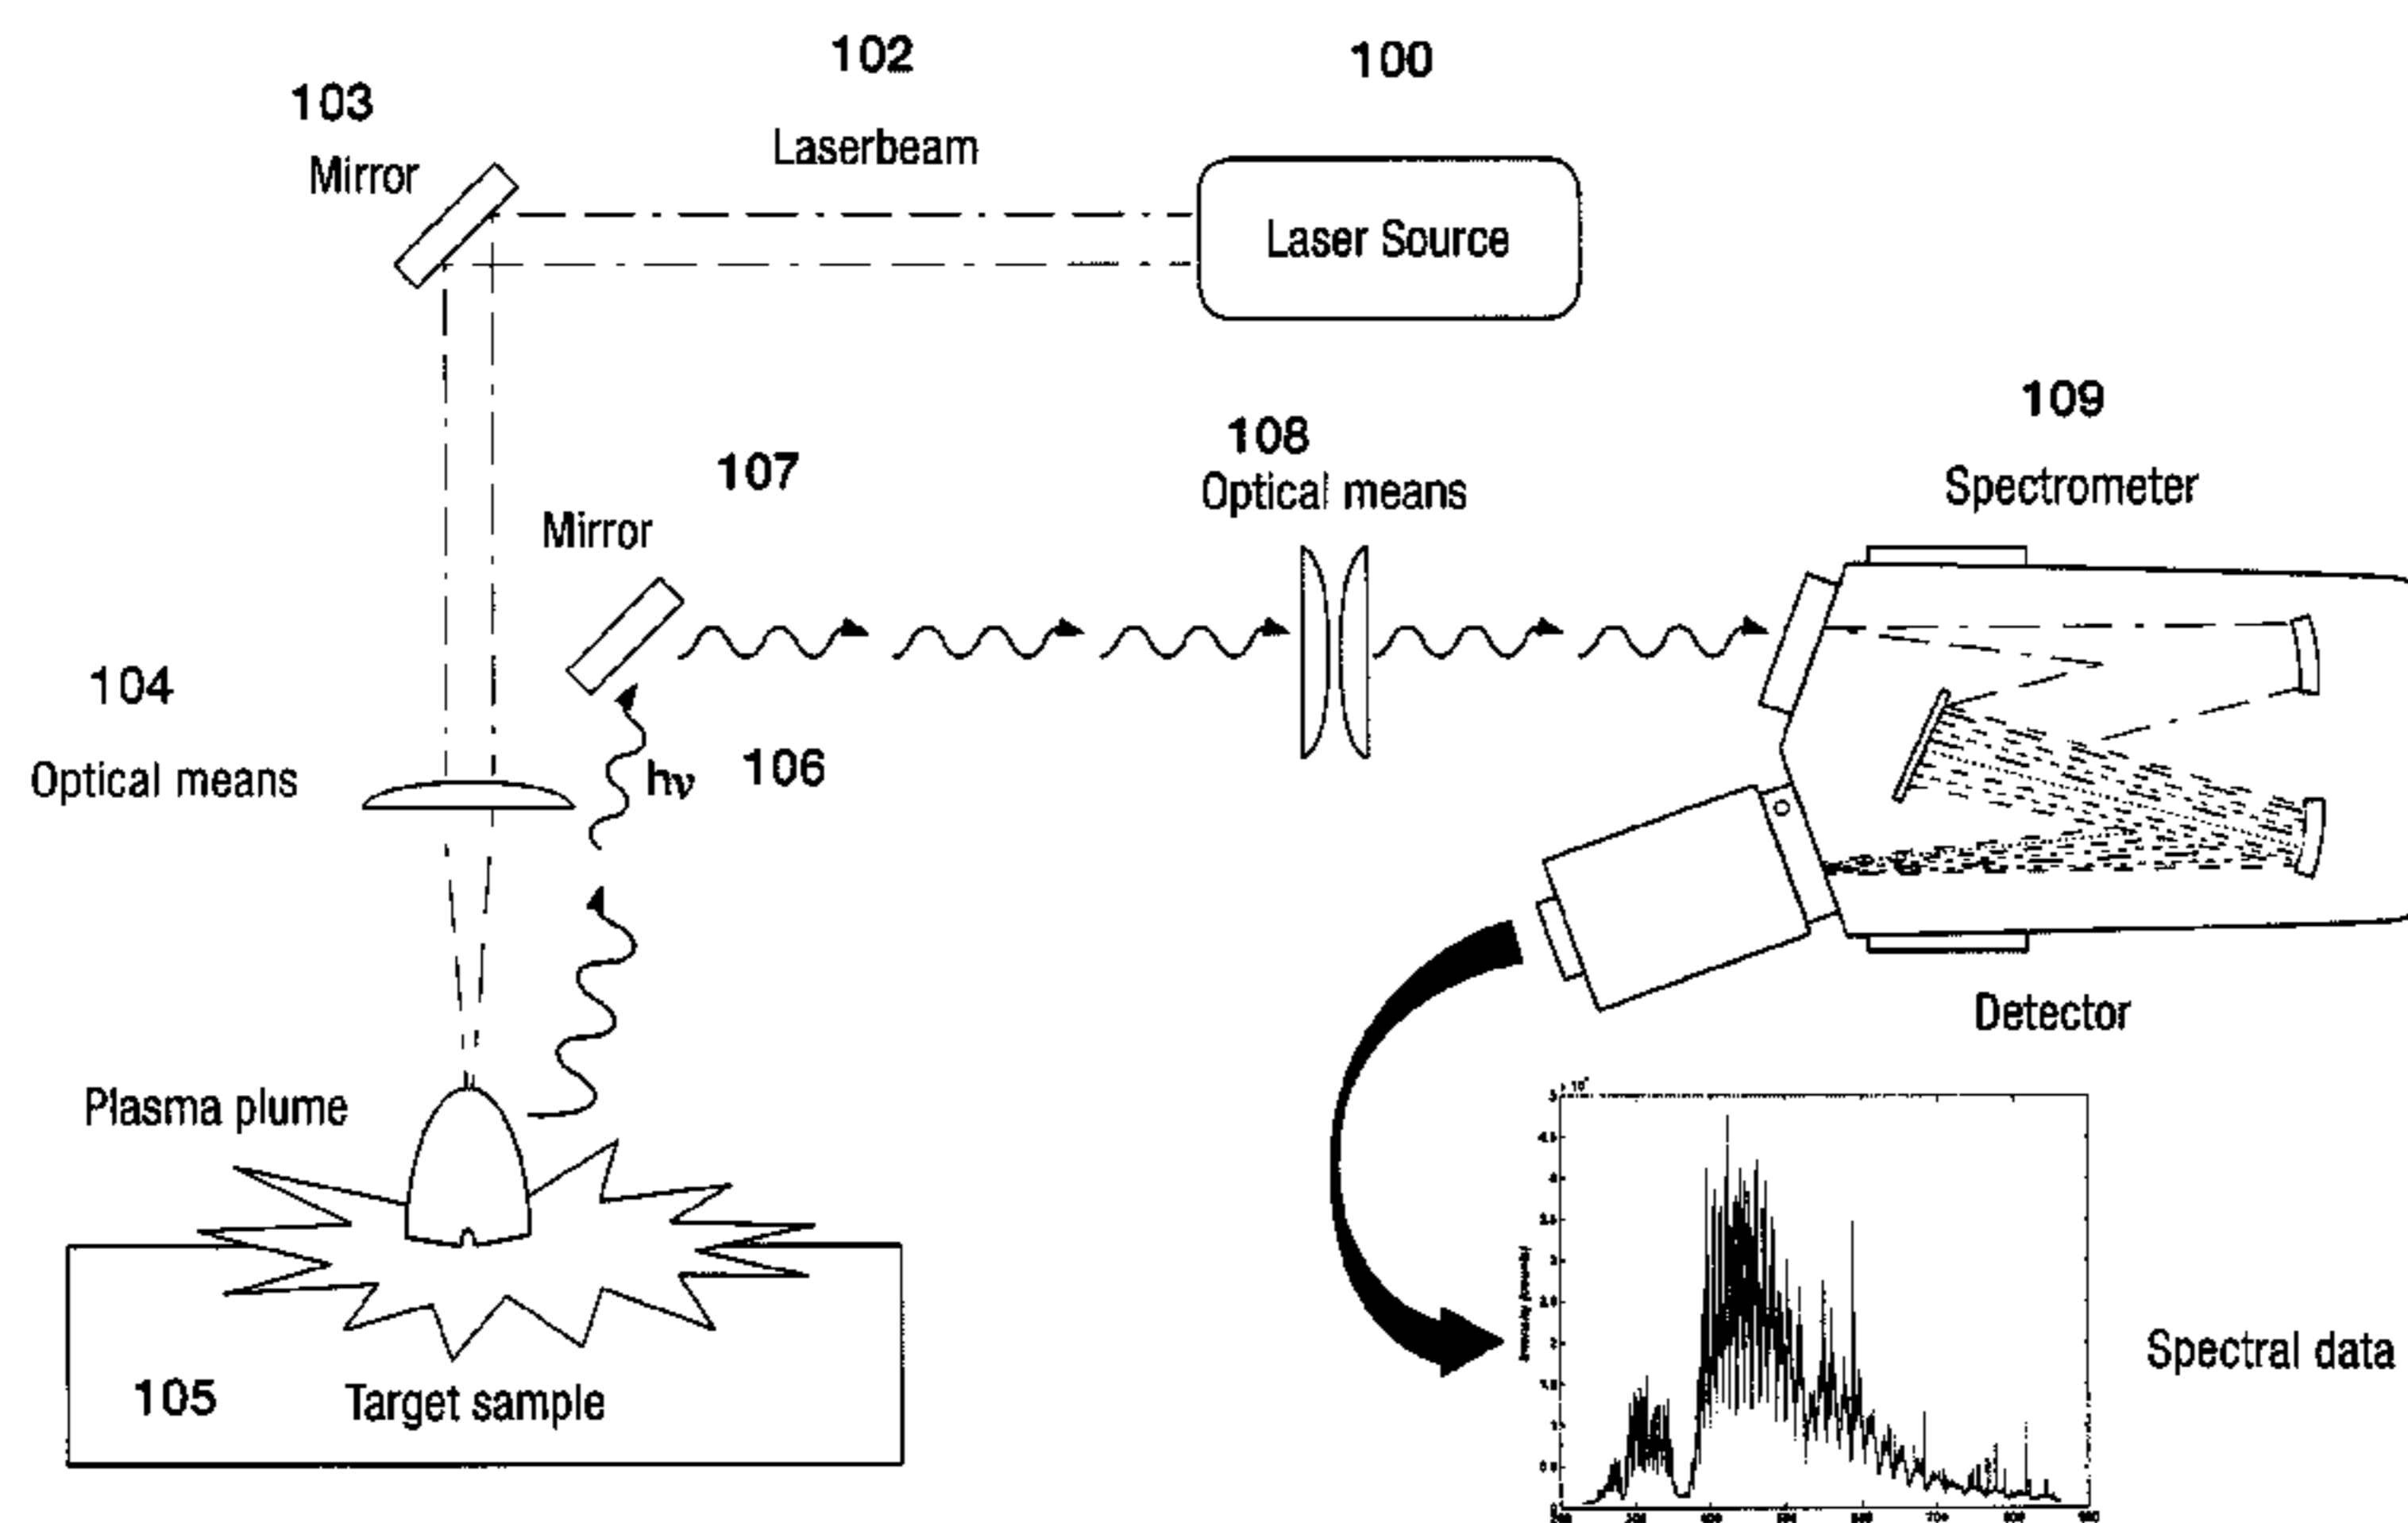 102
100
103
Laserbeam
Mirror
Laser Source
109
108
107
Optical means
Spectrometer
Mirror
104
106
Optical means
hν
Detector
Plasma plume
Spectral data
105
Target sample